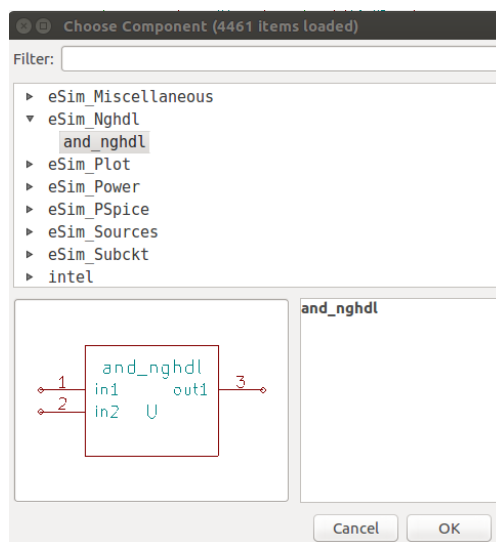 Choose Component (4461 items loaded)
Filter:
eSim_Miscellaneous
eSim_Nghdl
and_nghdl
eSim_Plot
eSim_Power
eSim_PSpice
eSim_Sources
eSim_Subckt
intel
and_nghdl
1 in1 out1 3
2 in2 U
and_nghdl
Cancel OK